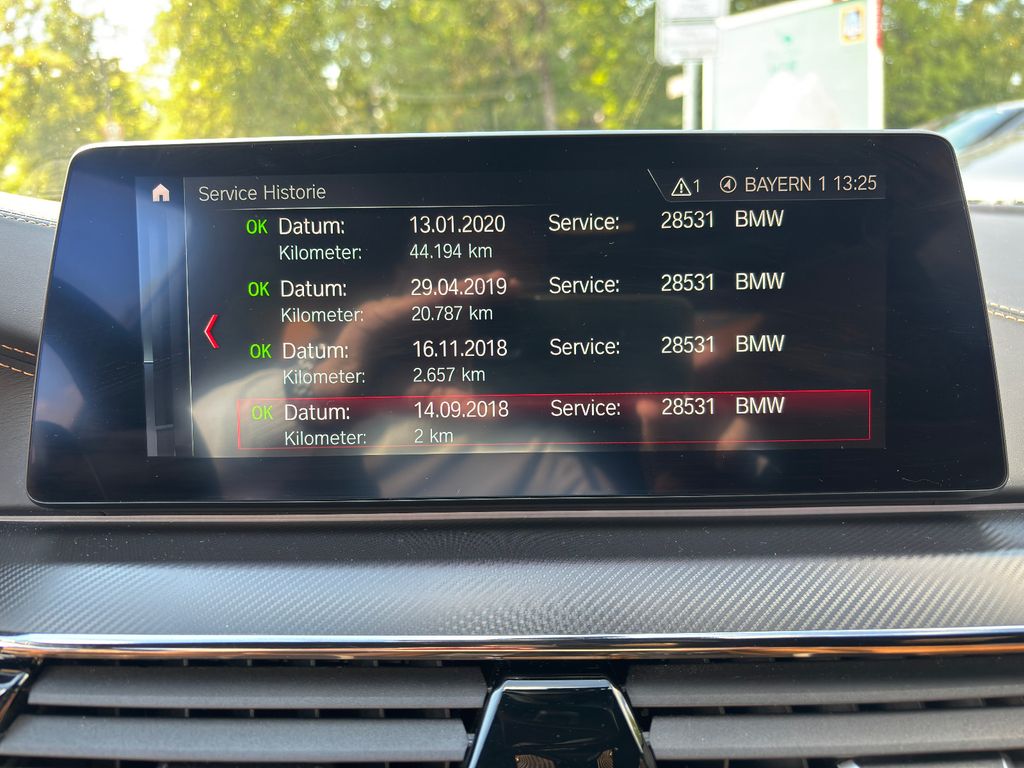 Service Historie
1 BAYERN 1 13:25
OK Datum: 13.01.2020 Service: 28531 BMW
Kilometer: 44.194 km
OK Datum: 29.04.2019 Service: 28531 BMW
Kilometer: 20.787 km
OK Datum: 16.11.2018 Service: 28531 BMW
Kilometer: 2.657 km
OK Datum: 14.09.2018 Service: 28531 BMW
Kilometer: 2 km